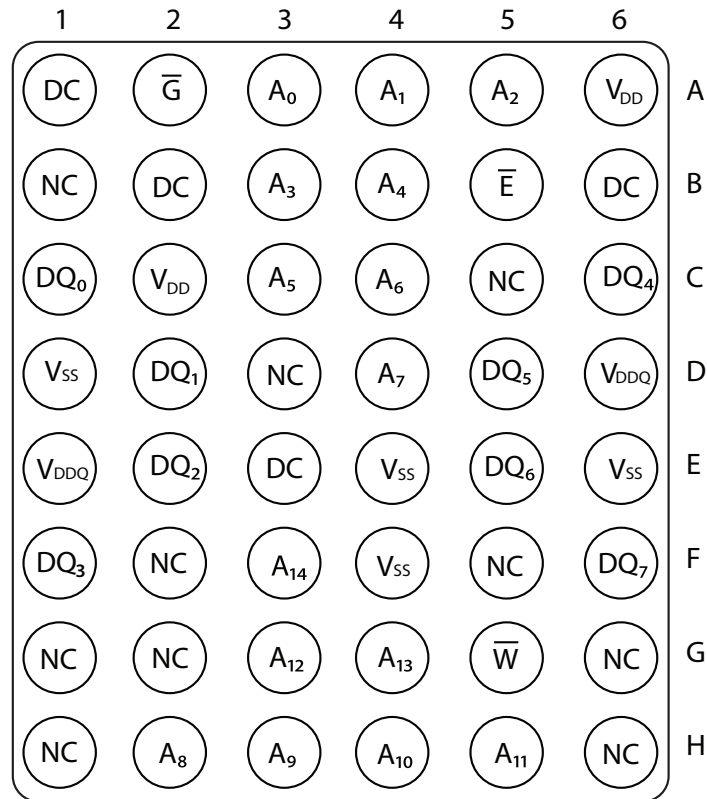 1 2 3 4 5 6
DC G̅ A₀ A₁ A₂ V_DD A
NC DC A₃ A₄ E̅ DC B
DQ₀ V_DD A₅ A₆ NC DQ₄ C
V_SS DQ₁ NC A₇ DQ₅ V_DDQ D
V_DDQ DQ₂ DC V_SS DQ₆ V_SS E
DQ₃ NC A₁₄ V_SS NC DQ₇ F
NC NC A₁₂ A₁₃ W̅ NC G
NC A₈ A₉ A₁₀ A₁₁ NC H